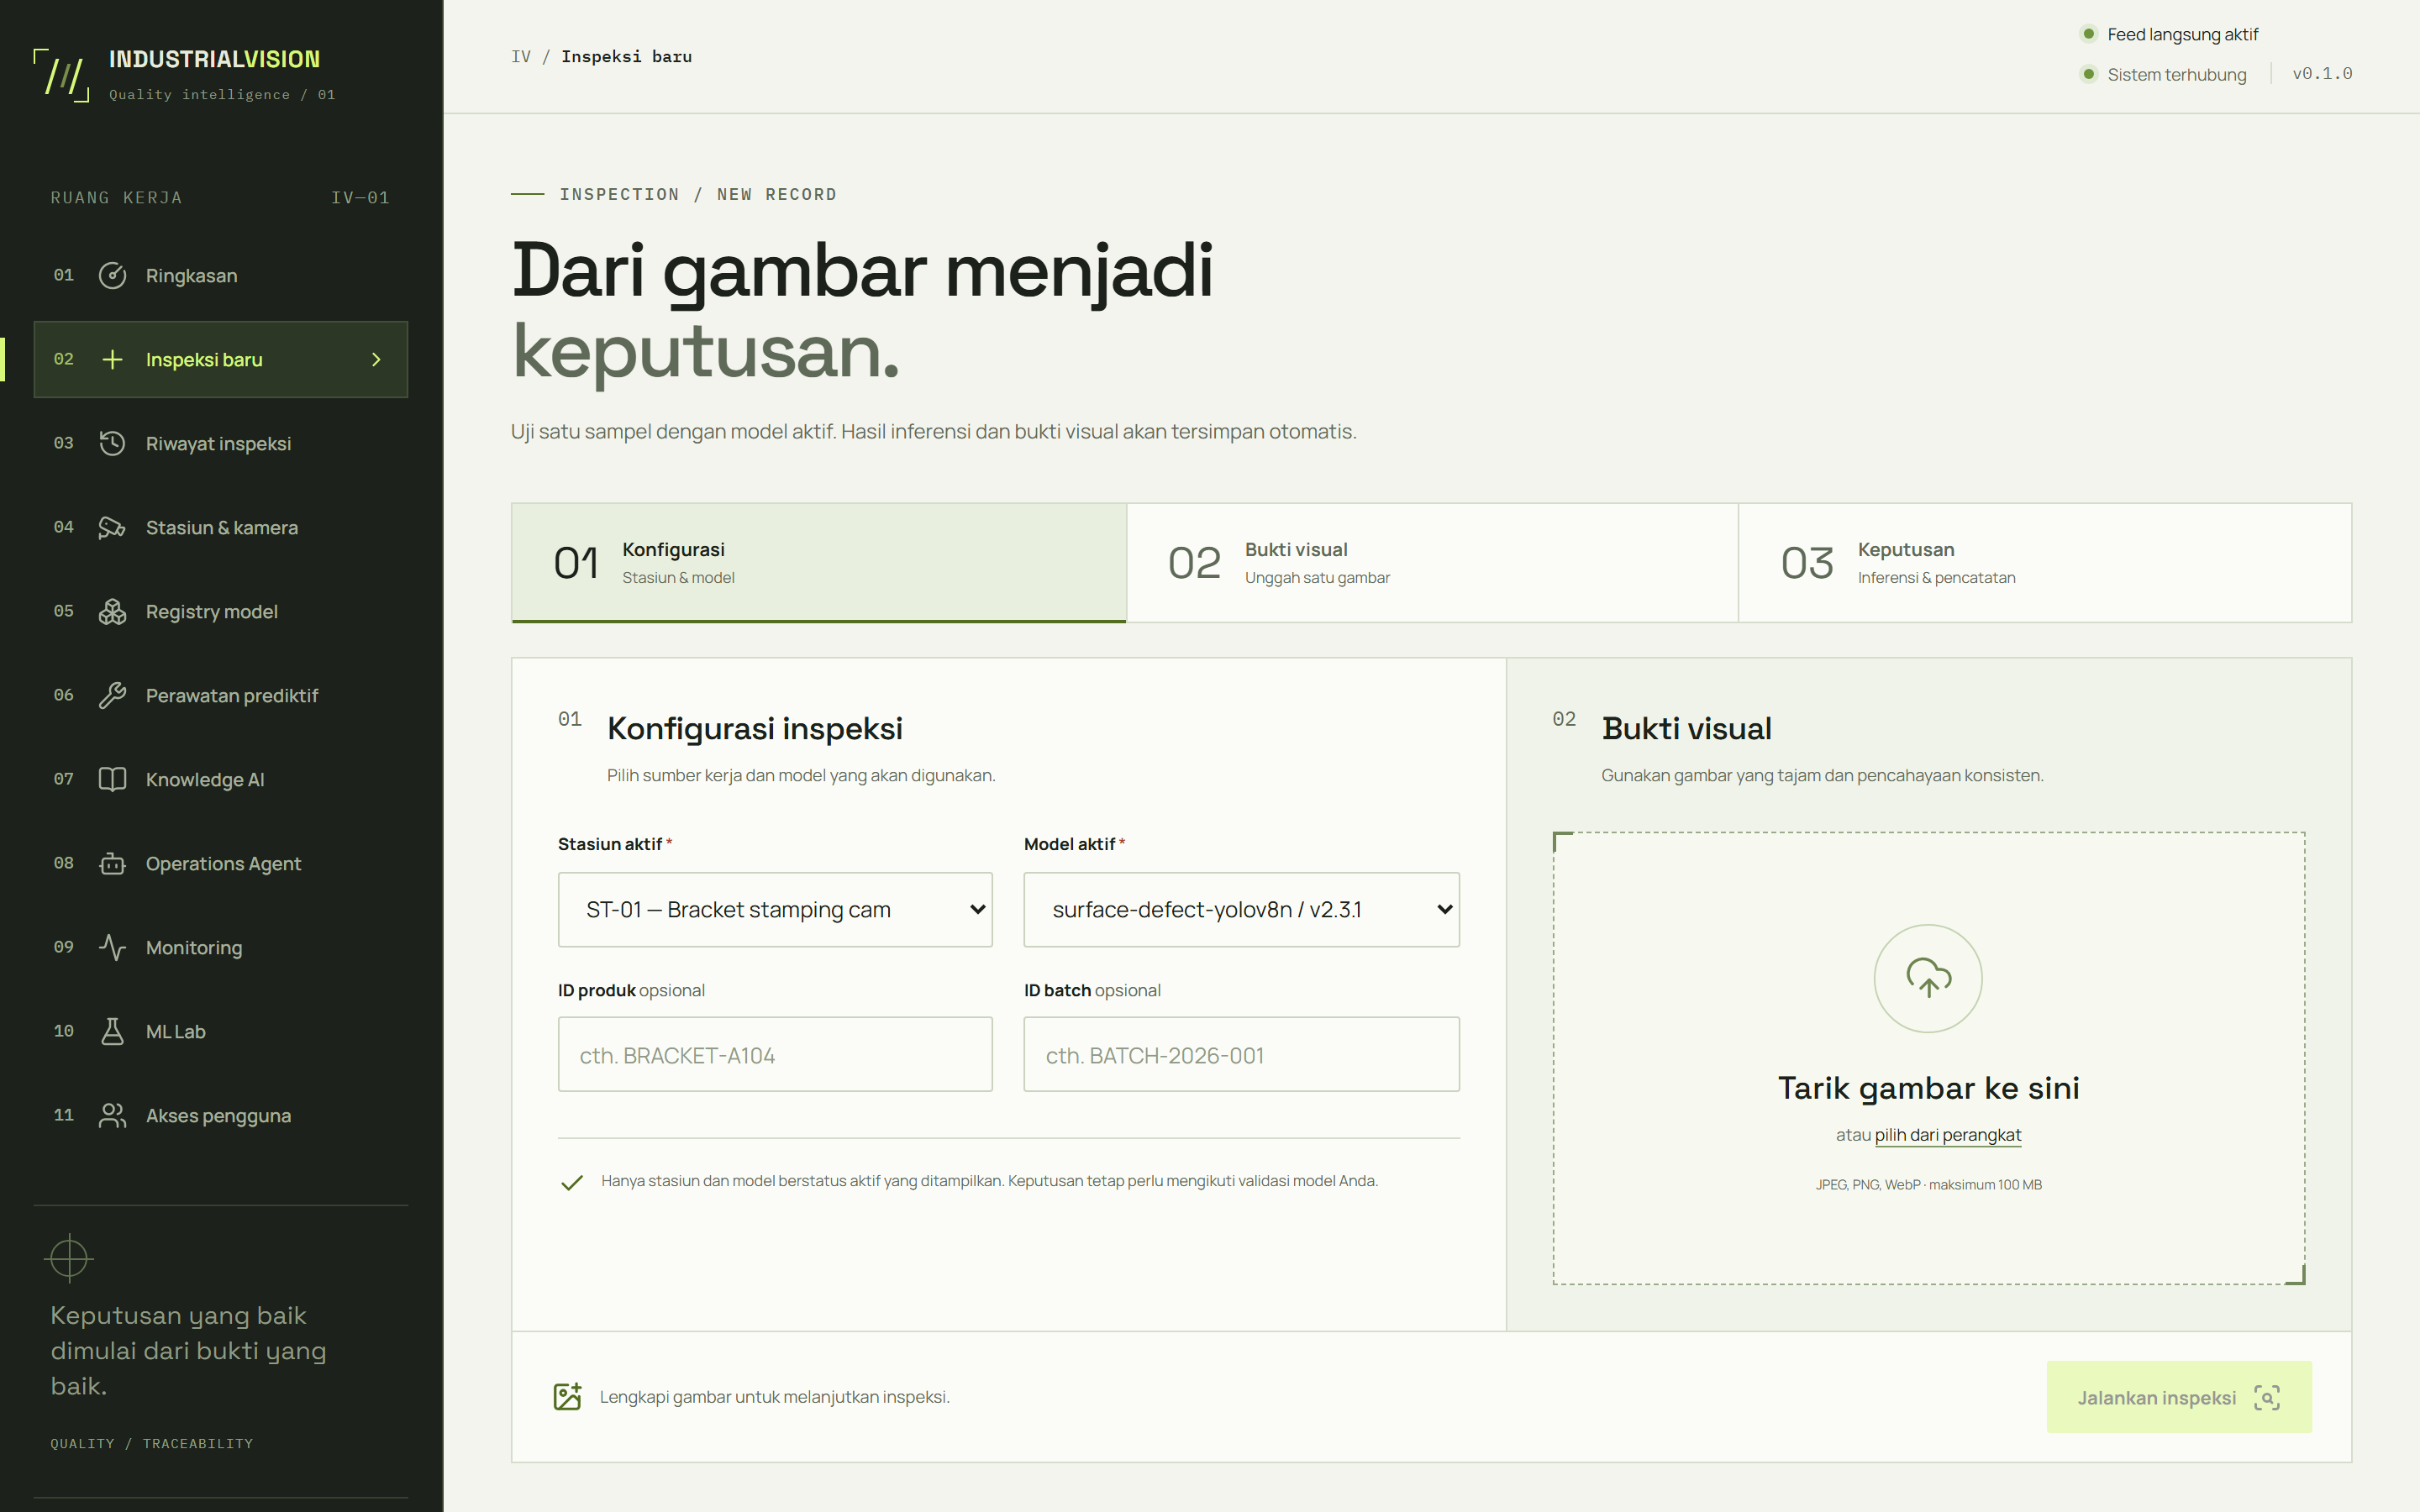 INDUSTRIALVISION
Quality intelligence / 01
RUANG KERJA IV—01
01 Ringkasan
02 Inspeksi baru
03 Riwayat inspeksi
04 Stasiun & kamera
05 Registry model
06 Perawatan prediktif
07 Knowledge AI
08 Operations Agent
09 Monitoring
10 ML Lab
11 Akses pengguna
Keputusan yang baik
dimulai dari bukti yang
baik.
QUALITY / TRACEABILITY
IV / Inspeksi baru
Feed langsung aktif
Sistem terhubung v0.1.0
INSPECTION / NEW RECORD
Dari gambar menjadi
keputusan.
Uji satu sampel dengan model aktif. Hasil inferensi dan bukti visual akan tersimpan otomatis.
01 Konfigurasi
Stasiun & model
02 Bukti visual
Unggah satu gambar
03 Keputusan
Inferensi & pencatatan
01 Konfigurasi inspeksi
Pilih sumber kerja dan model yang akan digunakan.
Stasiun aktif *
ST-01 — Bracket stamping cam
Model aktif *
surface-defect-yolov8n / v2.3.1
ID produk opsional
cth. BRACKET-A104
ID batch opsional
cth. BATCH-2026-001
Hanya stasiun dan model berstatus aktif yang ditampilkan. Keputusan tetap perlu mengikuti validasi model Anda.
02 Bukti visual
Gunakan gambar yang tajam dan pencahayaan konsisten.
Tarik gambar ke sini
atau pilih dari perangkat
JPEG, PNG, WebP · maksimum 100 MB
Lengkapi gambar untuk melanjutkan inspeksi.
Jalankan inspeksi